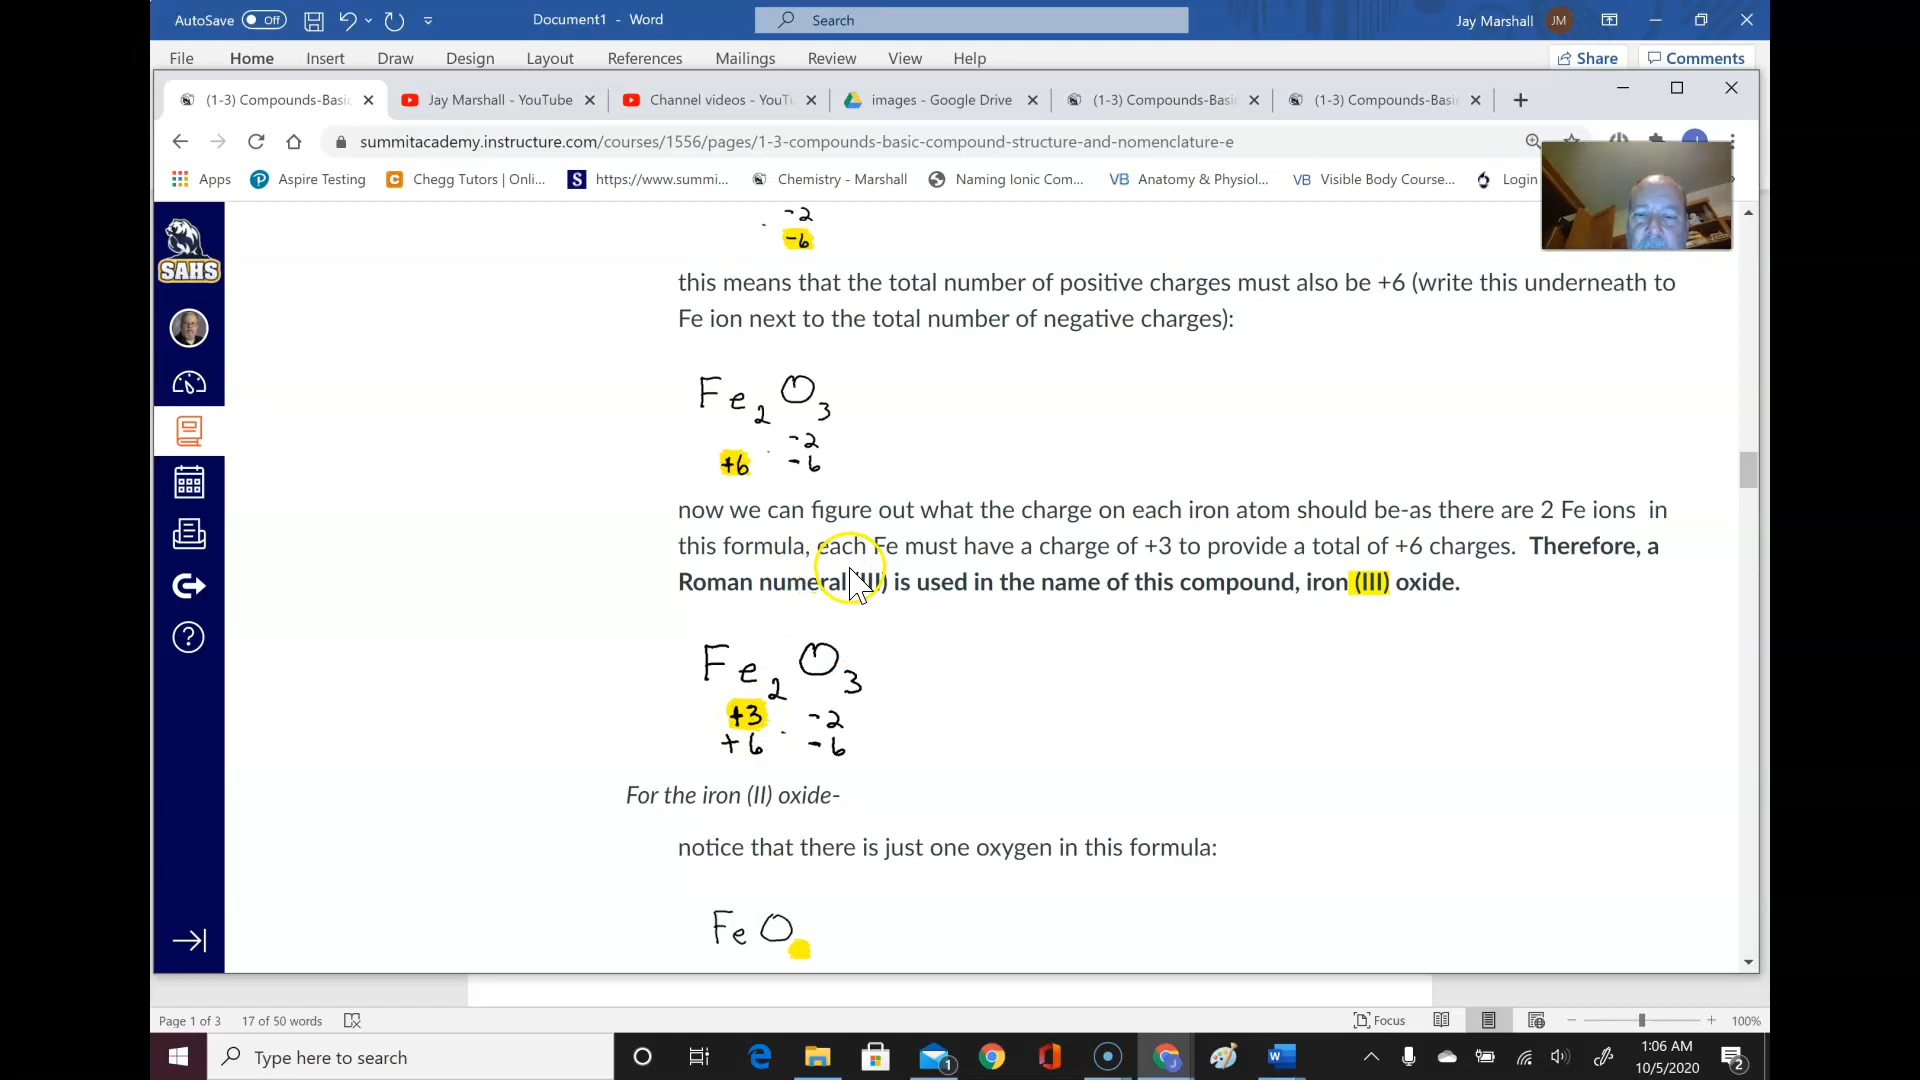 AutoSave Off Document1 - Word Search Jay Marshall JM
File Home Insert Draw Design Layout References Mailings Review View Help Share Comments
(1-3) Compounds-Basic Jay Marshall - YouTube Channel videos - YouTu images - Google Drive (1-3) Compounds-Basi (1-3) Compounds-Basi
summitacademy.instructure.com/courses/1556/pages/1-3-compounds-basic-compound-structure-and-nomenclature-e
Apps Aspire Testing Chegg Tutors | Onli... https://www.summi... Chemistry - Marshall Naming Ionic Com... VB Anatomy & Physiol... VB Visible Body Course... Login
-2
-6
SAHS
this means that the total number of positive charges must also be +6 (write this underneath to
Fe ion next to the total number of negative charges):
Fe2 O3
-2
+6 -6
now we can figure out what the charge on each iron atom should be-as there are 2 Fe ions in
this formula, each Fe must have a charge of +3 to provide a total of +6 charges. Therefore, a
Roman numeral (III) is used in the name of this compound, iron (III) oxide.
Fe2 O3
+3 -2
+6 -6
For the iron (II) oxide-
notice that there is just one oxygen in this formula:
FeO
Page 1 of 3 17 of 50 words Focus 100%
Type here to search 1 1:06 AM
10/5/2020 2